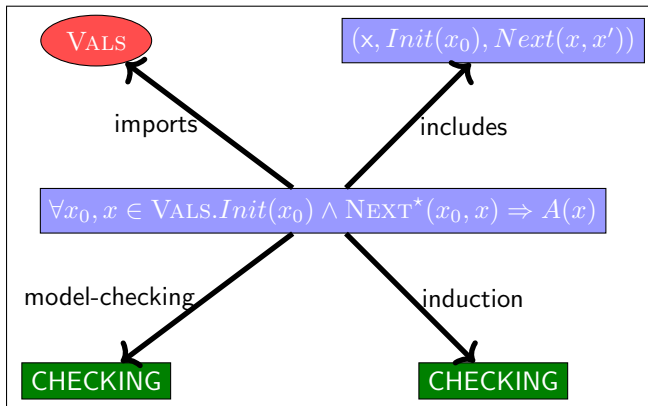 VALS
(x, Init(x₀), Next(x, x′))
imports
includes
∀x₀, x ∈ VALS.Init(x₀) ∧ NEXT⋆(x₀, x) ⇒ A(x)
model-checking
induction
CHECKING
CHECKING